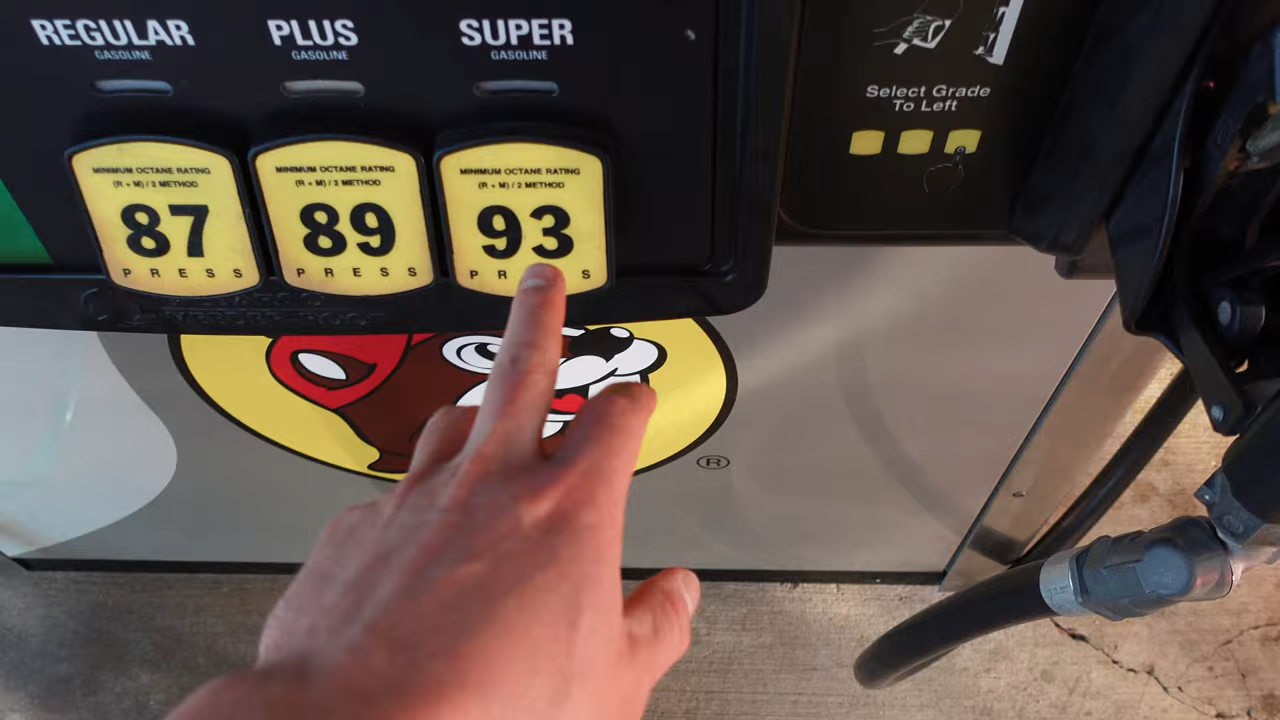 REGULAR
GASOLINE
PLUS
GASOLINE
SUPER
GASOLINE
MINIMUM OCTANE RATING
(R + M) / 2 METHOD
87
PRESS
MINIMUM OCTANE RATING
(R + M) / 2 METHOD
89
PRESS
MINIMUM OCTANE RATING
(R + M) / 2 METHOD
93
PR S
Select Grade
To Left
®